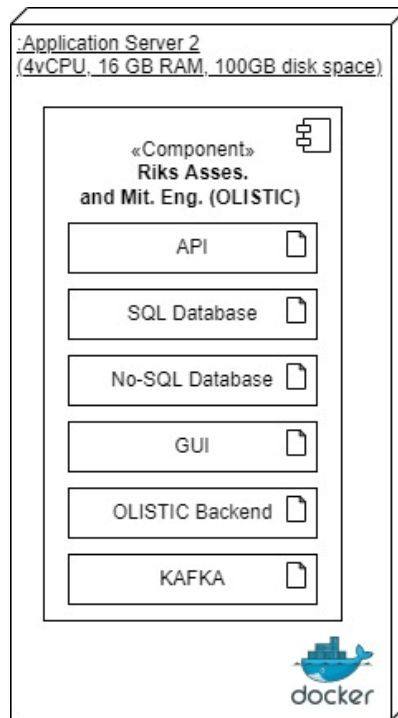 :Application Server 2
(4vCPU, 16 GB RAM, 100GB disk space)
«Component»
Riks Asses.
and Mit. Eng. (OLISTIC)
API
SQL Database
No-SQL Database
GUI
OLISTIC Backend
KAFKA
docker